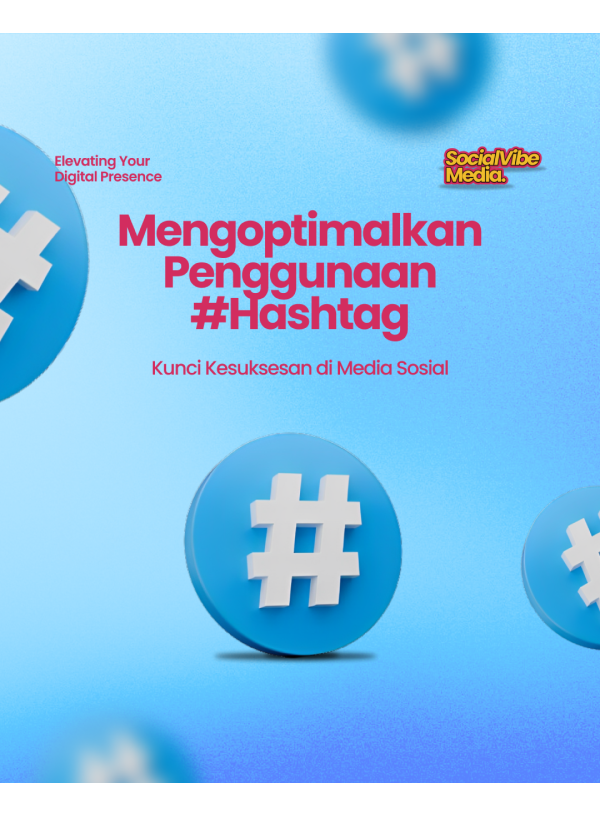 Elevating Your
Digital Presence
SocialVibe
Media.
Mengoptimalkan
Penggunaan
#Hashtag
Kunci Kesuksesan di Media Sosial